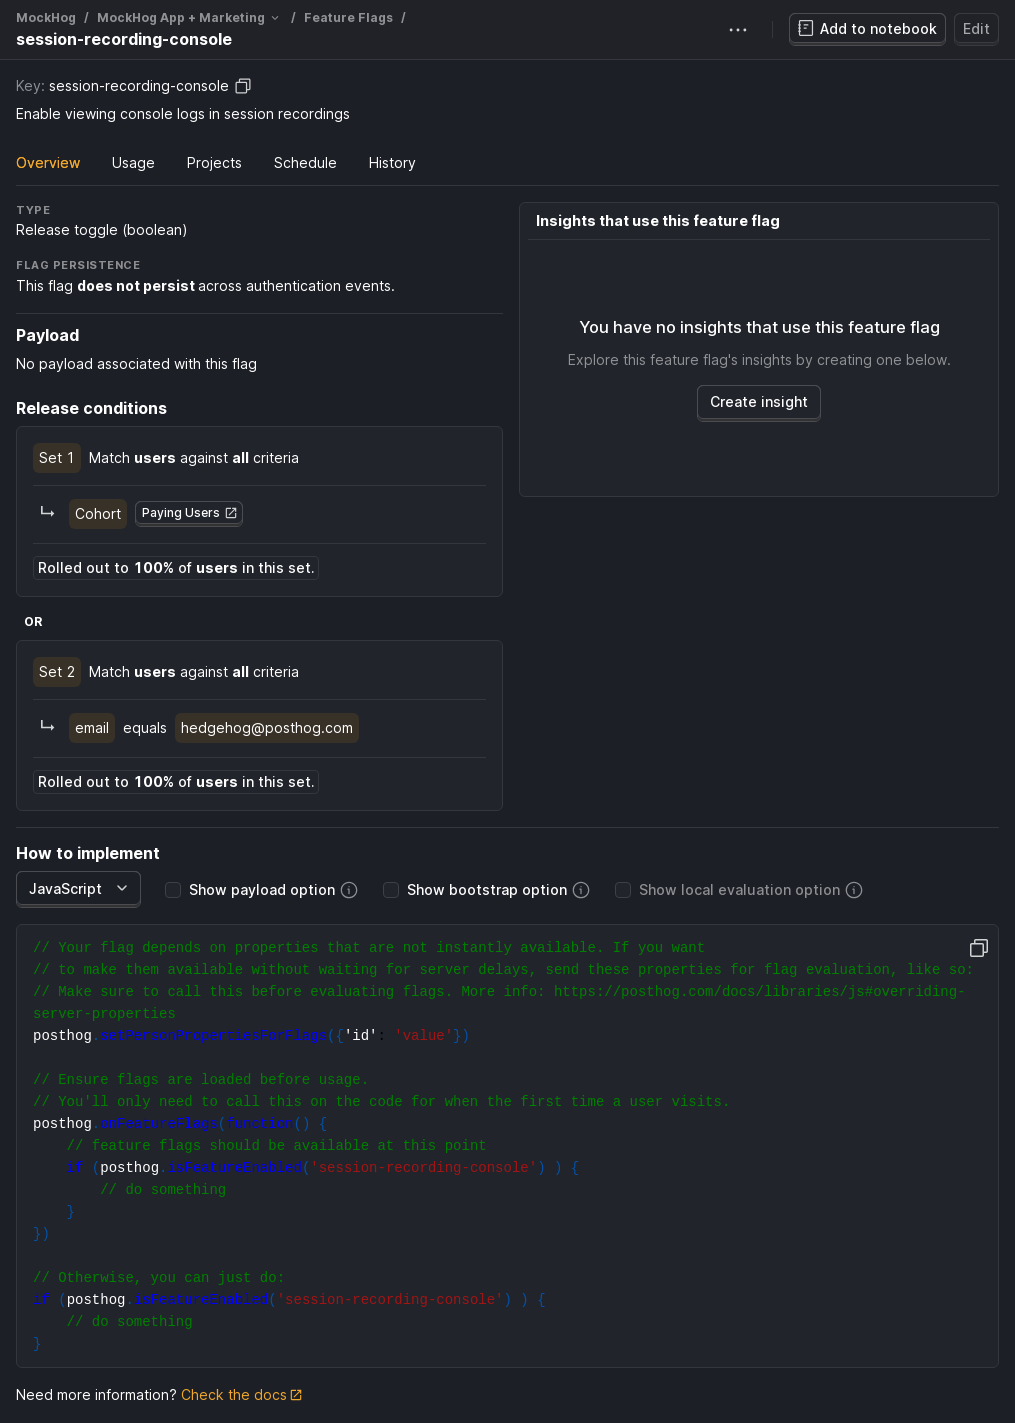 MockHog / MockHog App + Marketing / Feature Flags /
session-recording-console
Add to notebook
Edit
Key: session-recording-console
Enable viewing console logs in session recordings
Overview Usage Projects Schedule History
TYPE
Release toggle (boolean)
FLAG PERSISTENCE
This flag does not persist across authentication events.
Payload
No payload associated with this flag
Release conditions
Set 1 Match users against all criteria
Cohort Paying Users
Rolled out to 100% of users in this set.
OR
Set 2 Match users against all criteria
email equals hedgehog@posthog.com
Rolled out to 100% of users in this set.
Insights that use this feature flag
You have no insights that use this feature flag
Explore this feature flag's insights by creating one below.
Create insight
How to implement
JavaScript Show payload option Show bootstrap option Show local evaluation option
// Your flag depends on properties that are not instantly available. If you want
// to make them available without waiting for server delays, send these properties for flag evaluation, like so:
// Make sure to call this before evaluating flags. More info: https://posthog.com/docs/libraries/js#overriding-
server-properties
posthog.setPersonPropertiesForFlags({'id': 'value'})
// Ensure flags are loaded before usage.
// You'll only need to call this on the code for when the first time a user visits.
posthog.onFeatureFlags(function() {
// feature flags should be available at this point
if (posthog.isFeatureEnabled('session-recording-console') ) {
// do something
}
})
// Otherwise, you can just do:
if (posthog.isFeatureEnabled('session-recording-console') ) {
// do something
}
Need more information? Check the docs